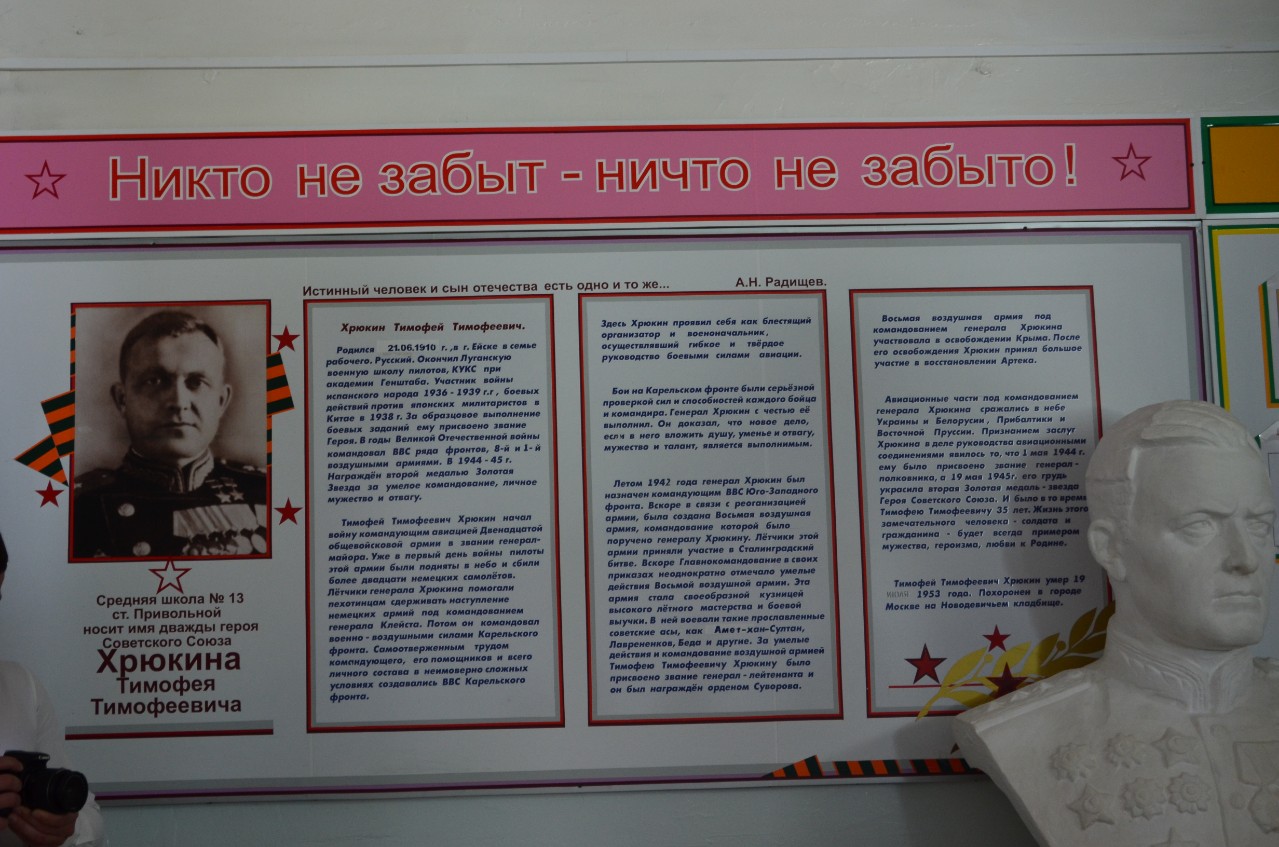 Никто не забыт - ничто не забыто!
Истинный человек и сын отечества есть одно и то же... А.Н. Радищев.
Средняя школа № 13
ст. Привольной
носит имя дважды героя
Советского Союза
Хрюкина
Тимофея
Тимофеевича
Хрюкин Тимофей Тимофеевич.
Родился 21.06.1910 г. ,в г. Ейске в семье
рабочего. Русский. Окончил Луганскую
военную школу пилотов, КУКС при
академии Генштаба. Участник войны
испанского народа 1936 - 1939 г.г , боевых
действий против японских милитаристов в
Китае в 1938 г. За образцовое выполнение
боевых заданий ему присвоено звание
Героя. В годы Великой Отечественной войны
командовал ВВС ряда фронтов, 8-й и 1-й
воздушными армиями. В 1944 - 45 г.
Награждён второй медалью Золотая
Звезда за умелое командование, личное
мужество и отвагу.
Тимофей Тимофеевич Хрюкин начал
войну командующим авиацией Двенадцатой
общевойсковой армии в звании генерал-
майора. Уже в первый день войны пилоты
этой армии были подняты в небо и сбили
более двадцати немецких самолётов.
Лётчики генерала Хрюкина помогали
пехотинцам сдерживать наступление
немецких армий под командованием
генерала Клейста. Потом он командовал
военно - воздушными силами Карельского
фронта. Самоотверженным трудом
комендующего, его помощников и всего
личного состава в неимоверно сложных
условиях создавались ВВС Карельского
фронта.
Здесь Хрюкин проявил себя как блестящий
организатор и военоначальник,
осуществлявший гибкое и твёрдое
руководство боевыми силами авиации.
Бои на Карельском фронте были серьёзной
проверкой сил и способностей каждого бойца
и командира. Генерал Хрюкин с честью её
выполнил. Он доказал, что новое дело,
если в него вложить душу, уменье и отвагу,
мужество и талант, является выполнимым.
Летом 1942 года генерал Хрюкин был
назначен командующим ВВС Юго-Западного
фронта. Вскоре в связи с реоганизацией
армии, была создана Восьмая воздушная
армия, командование которой было
поручено генералу Хрюкину. Лётчики этой
армии приняли участие в Сталинградский
битве. Вскоре Главнокомандование в своих
приказах неоднократно отмечало умелые
действия Восьмой воздушной армии. Эта
армия стала своеобразной кузницей
высокого лётного мастерства и боевой
выучки. В ней воевали такие прославленные
советские асы, как Амет-хан-Султан,
Лавренков, Беда и другие. За умелые
действия и командование воздушной армией
Тимофею Тимофеевичу Хрюкину было
присвоено звание генерал - лейтенанта и
он был награждён орденом Суворова.
Восьмая воздушная армия под
командованием генерала Хрюкина
участвовала в освобождении Крыма. После
его освобождения Хрюкин принял большое
участие в восстановлении Артека.
Авиационные части под командованием
генерала Хрюкина сражались в небе
Украины и Белорусии , Прибалтики и
Восточной Пруссии. Признанием заслуг
Хрюкина в деле руководства авиационными
соединениями явилось то, что 1 мая 1944 г.
ему было присвоено звание генерал -
полковника, а 19 мая 1945г. его грудь
украсила вторая Золотая медаль - звезда
Героя Советского Союза. И было в то время
Тимофею Тимофеевичу 35 лет. Жизнь этого
замечательного человека - солдата и
гражданина - будет всегда примером
мужества, героизма, любви к Родине.
Тимофей Тимофеевич Хрюкин умер 19
июля 1953 года. Похоронен в городе
Москве на Новодевичьем кладбище.